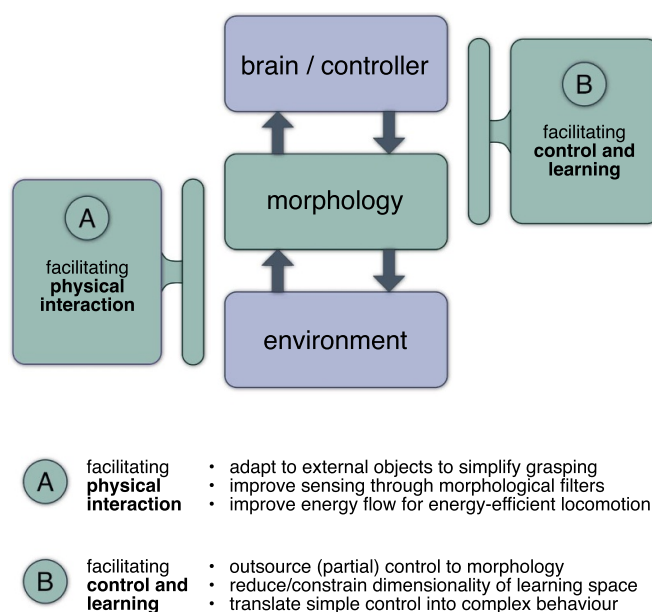 brain / controller
B
facilitating
control and
learning
morphology
A
facilitating
physical
interaction
environment
A
facilitating
physical
interaction
• adapt to external objects to simplify grasping
• improve sensing through morphological filters
• improve energy flow for energy-efficient locomotion
B
facilitating
control and
learning
• outsource (partial) control to morphology
• reduce/constrain dimensionality of learning space
• translate simple control into complex behaviour